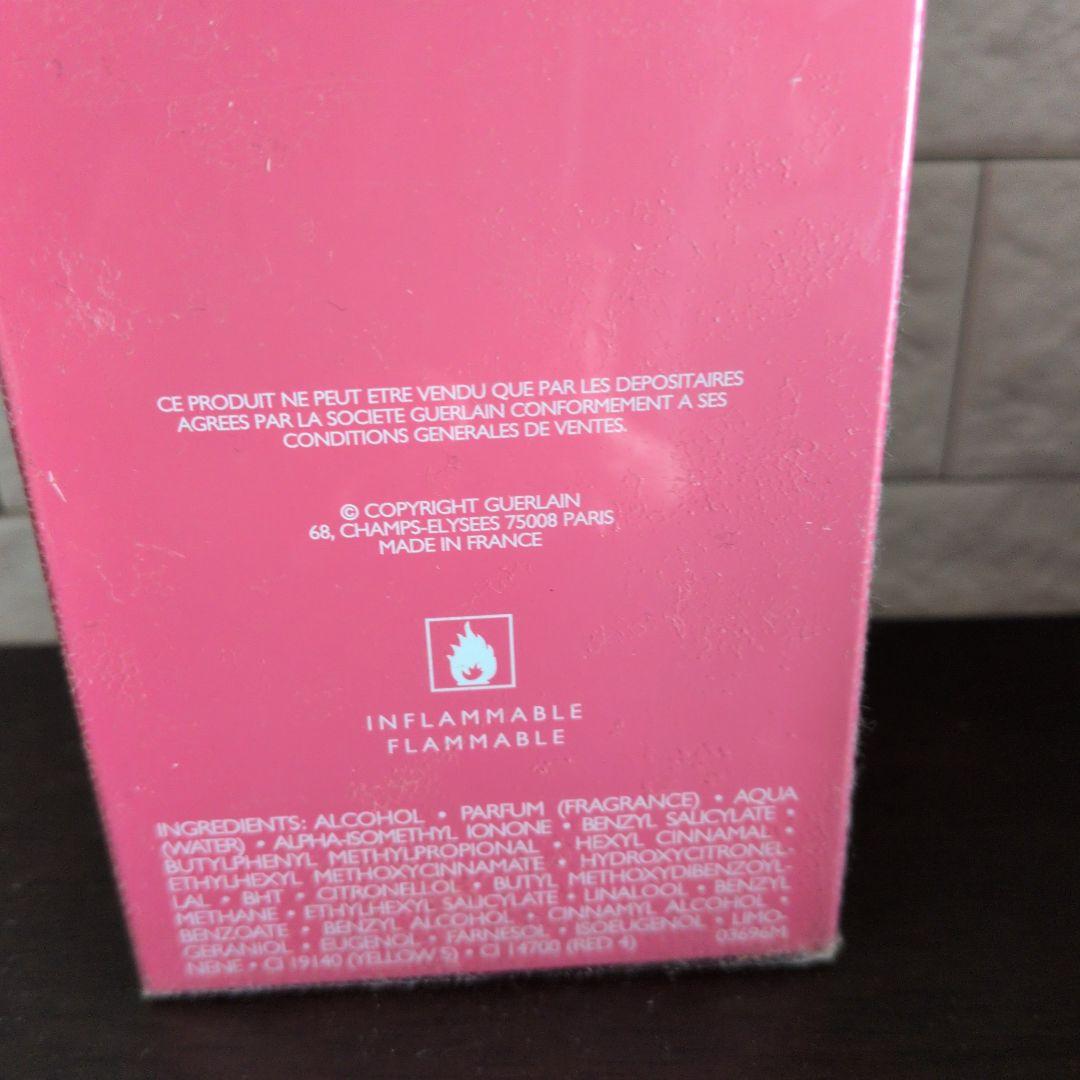 CE PRODUIT NE PEUT ETRE VENDU QUE PAR LES DEPOSITAIRES
AGREES PAR LA SOCIETE GUERLAIN CONFORMEMENT A SES
CONDITIONS GENERALES DE VENTES.
© COPYRIGHT GUERLAIN
68, CHAMPS-ELYSEES 75008 PARIS
MADE IN FRANCE
INFLAMMABLE
FLAMMABLE
INGREDIENTS: ALCOHOL • PARFUM (FRAGRANCE) • AQUA
(WATER) • ALPHA-ISOMETHYL IONONE • BENZYL SALICYLATE •
BUTYLPHENYL METHYLPROPIONAL • HEXYL CINNAMAL •
ETHYLHEXYL METHOXYCINNAMATE • HYDROXYCITRONEL-
LAL • BHT • CITRONELLOL • BUTYL METHOXYDIBENZOYL-
METHANE • ETHYLHEXYL SALICYLATE • LINALOOL • BENZYL
BENZOATE • BENZYL ALCOHOL • CINNAMYL ALCOHOL •
GERANIOL • EUGENOL • FARNESOL • ISOEUGENOL • LIMO-
NENE • CI 19140 (YELLOW 5) • CI 14700 (RED 4) 03696M